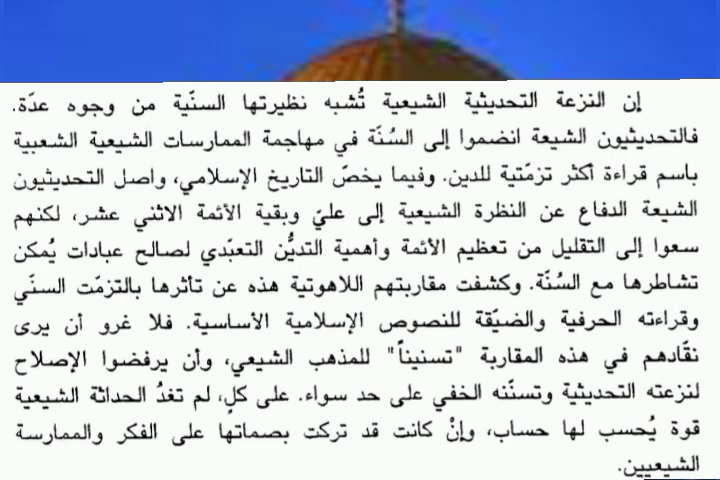 إن النزعة التحديثية الشيعية تُشبه نظيرتها السنّية من وجوه عدّة.
فالتحديثيون الشيعة انضموا إلى السُنّة في مهاجمة الممارسات الشيعية الشعبية
باسم قراءة أكثر تزمّتية للدين. وفيما يخصّ التاريخ الإسلامي، واصل التحديثيون
الشيعة الدفاع عن النظرة الشيعية إلى عليّ وبقية الأئمة الاثني عشر، لكنهم
سعوا إلى التقليل من تعظيم الأئمة وأهمية التديُّن التعبّدي لصالح عبادات يُمكن
تشاطرها مع السُنّة. وكشفت مقاربتهم اللاهوتية هذه عن تأثرها بالتزمّت السنّي
وقراءته الحرفية والضيّقة للنصوص الإسلامية الأساسية. فلا غرو أن يرى
نقّادهم في هذه المقاربة "تسنيناً" للمذهب الشيعي، وأن يرفضوا الإصلاح
لنزعته التحديثية وتسنّنه الخفي على حد سواء. على كلٍ، لم تغدُ الحداثة الشيعية
قوة يُحسب لها حساب، وإنْ كانت قد تركت بصماتها على الفكر والممارسة
الشيعيين.